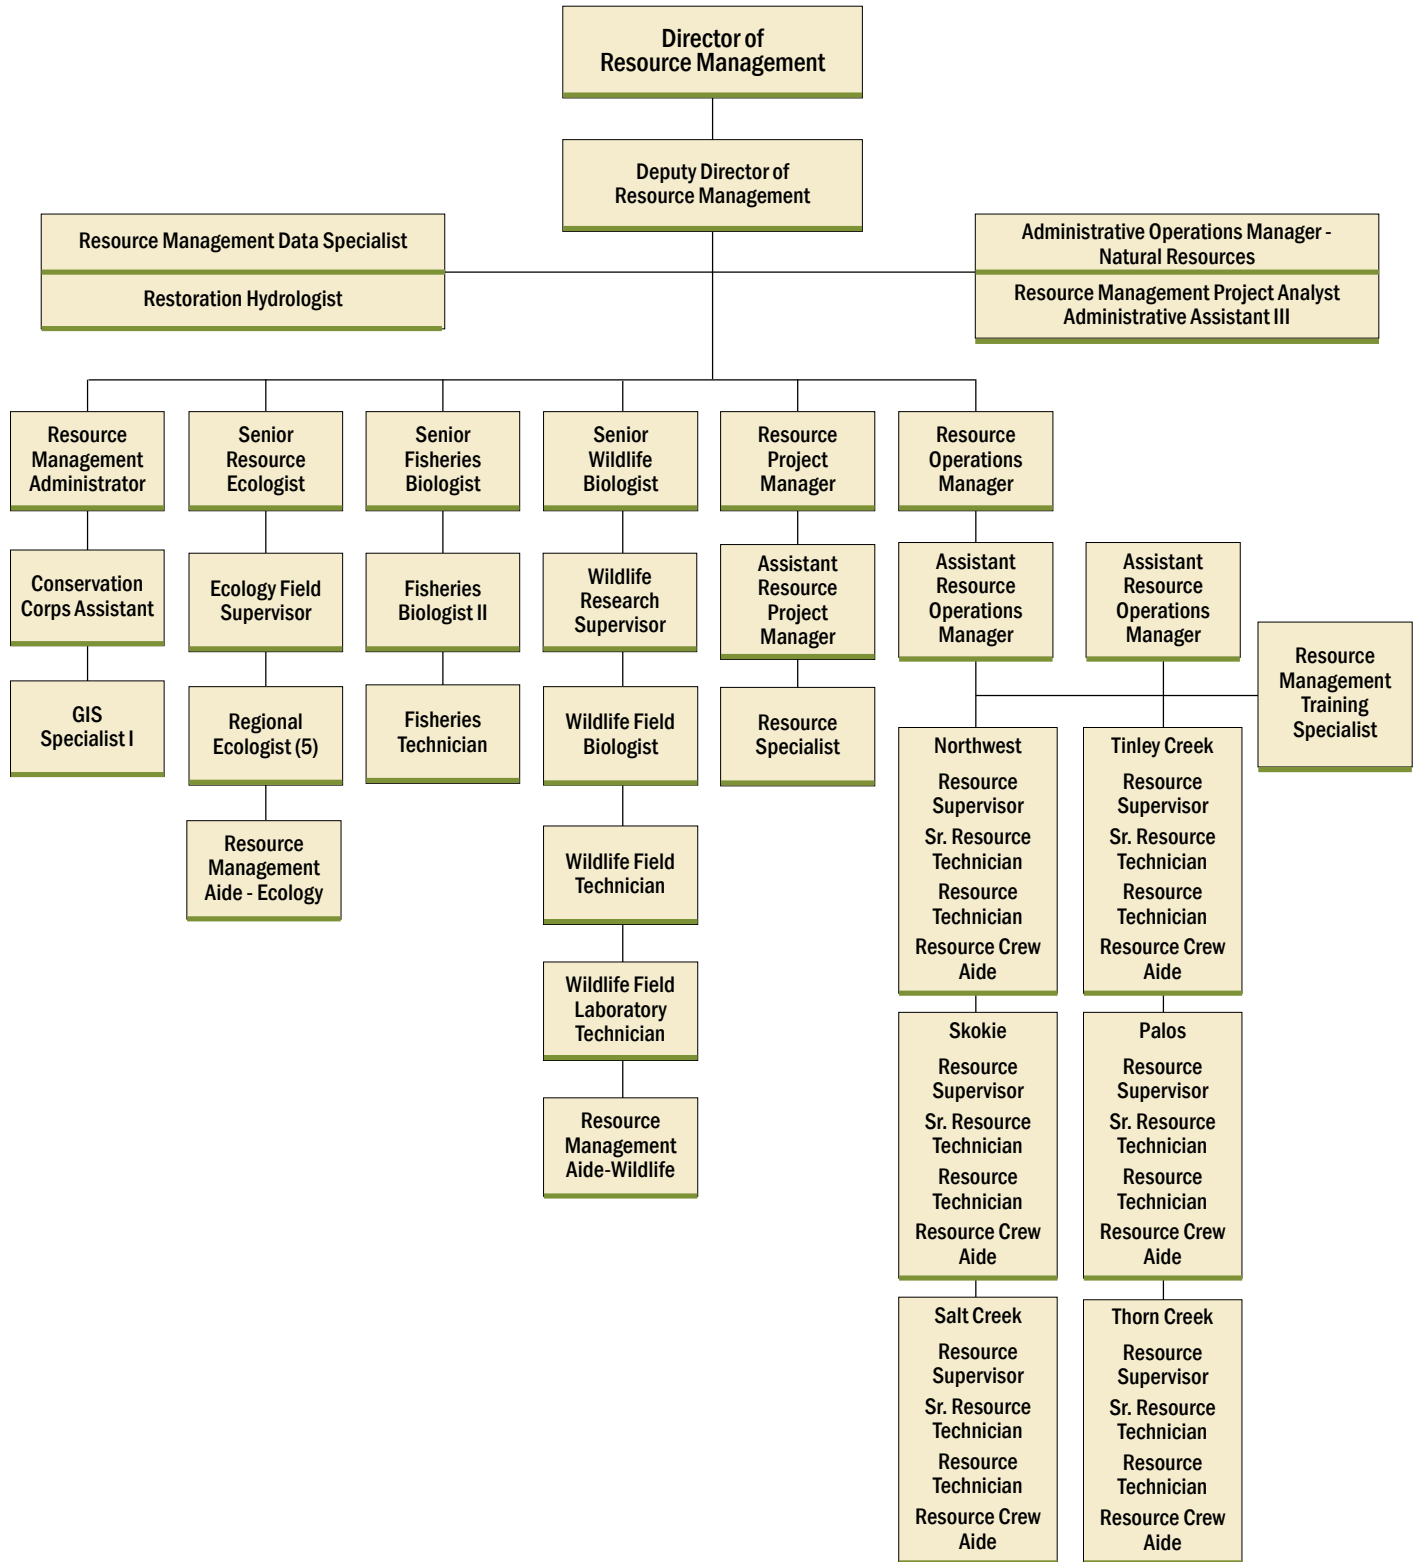 Director of
Resource Management
Deputy Director of
Resource Management
Resource Management Data Specialist
Restoration Hydrologist
Administrative Operations Manager -
Natural Resources
Resource Management Project Analyst
Administrative Assistant III
Resource
Management
Administrator
Conservation
Corps Assistant
GIS
Specialist I
Senior
Resource
Ecologist
Ecology Field
Supervisor
Regional
Ecologist (5)
Resource
Management
Aide - Ecology
Senior
Fisheries
Biologist
Fisheries
Biologist II
Fisheries
Technician
Senior
Wildlife
Biologist
Wildlife
Research
Supervisor
Wildlife Field
Biologist
Wildlife Field
Technician
Wildlife Field
Laboratory
Technician
Resource
Management
Aide-Wildlife
Resource
Project
Manager
Assistant
Resource
Project
Manager
Resource
Specialist
Resource
Operations
Manager
Assistant
Resource
Operations
Manager
Assistant
Resource
Operations
Manager
Resource
Management
Training
Specialist
Northwest
Resource
Supervisor
Sr. Resource
Technician
Resource
Technician
Resource Crew
Aide
Skokie
Resource
Supervisor
Sr. Resource
Technician
Resource
Technician
Resource Crew
Aide
Salt Creek
Resource
Supervisor
Sr. Resource
Technician
Resource
Technician
Resource Crew
Aide
Tinley Creek
Resource
Supervisor
Sr. Resource
Technician
Resource
Technician
Resource Crew
Aide
Palos
Resource
Supervisor
Sr. Resource
Technician
Resource
Technician
Resource Crew
Aide
Thorn Creek
Resource
Supervisor
Sr. Resource
Technician
Resource
Technician
Resource Crew
Aide